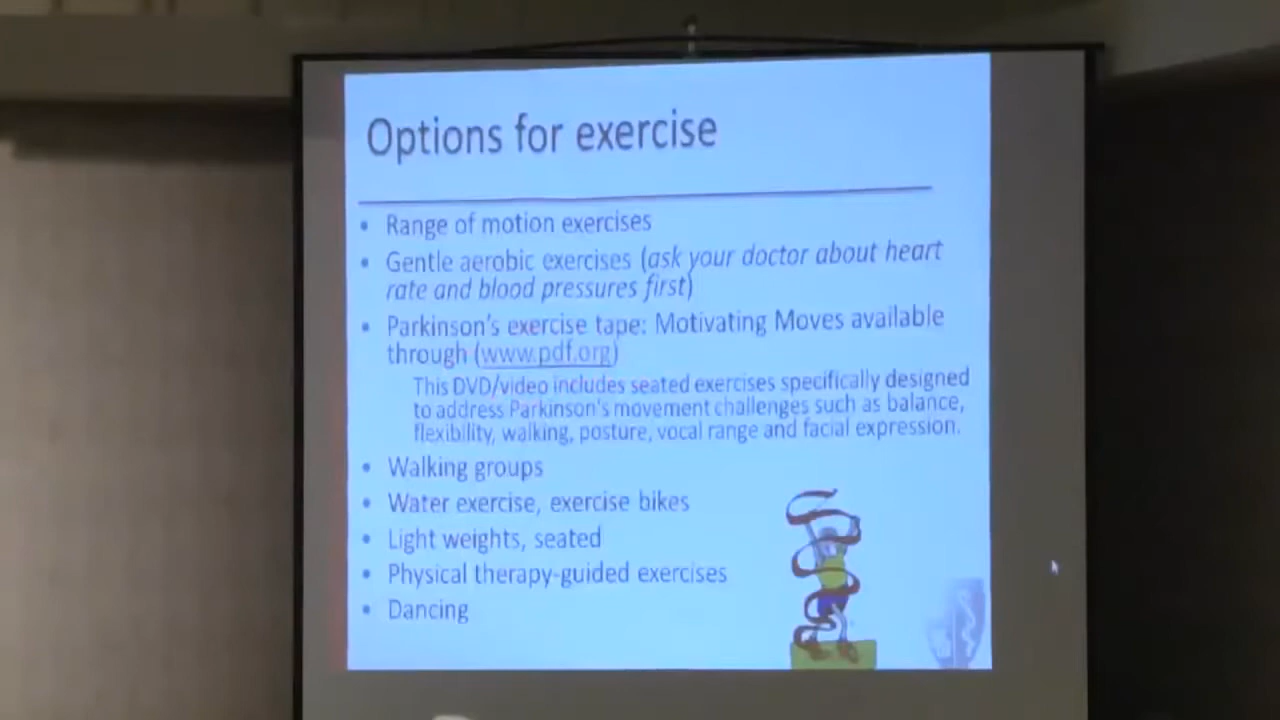 Options for exercise
• Range of motion exercises
• Gentle aerobic exercises (ask your doctor about heart
rate and blood pressures first)
• Parkinson's exercise tape: Motivating Moves available
through (www.pdf.org)
This DVD/video includes seated exercises specifically designed
to address Parkinson's movement challenges such as balance,
flexibility, walking, posture, vocal range and facial expression.
• Walking groups
• Water exercise, exercise bikes
• Light weights, seated
• Physical therapy-guided exercises
• Dancing